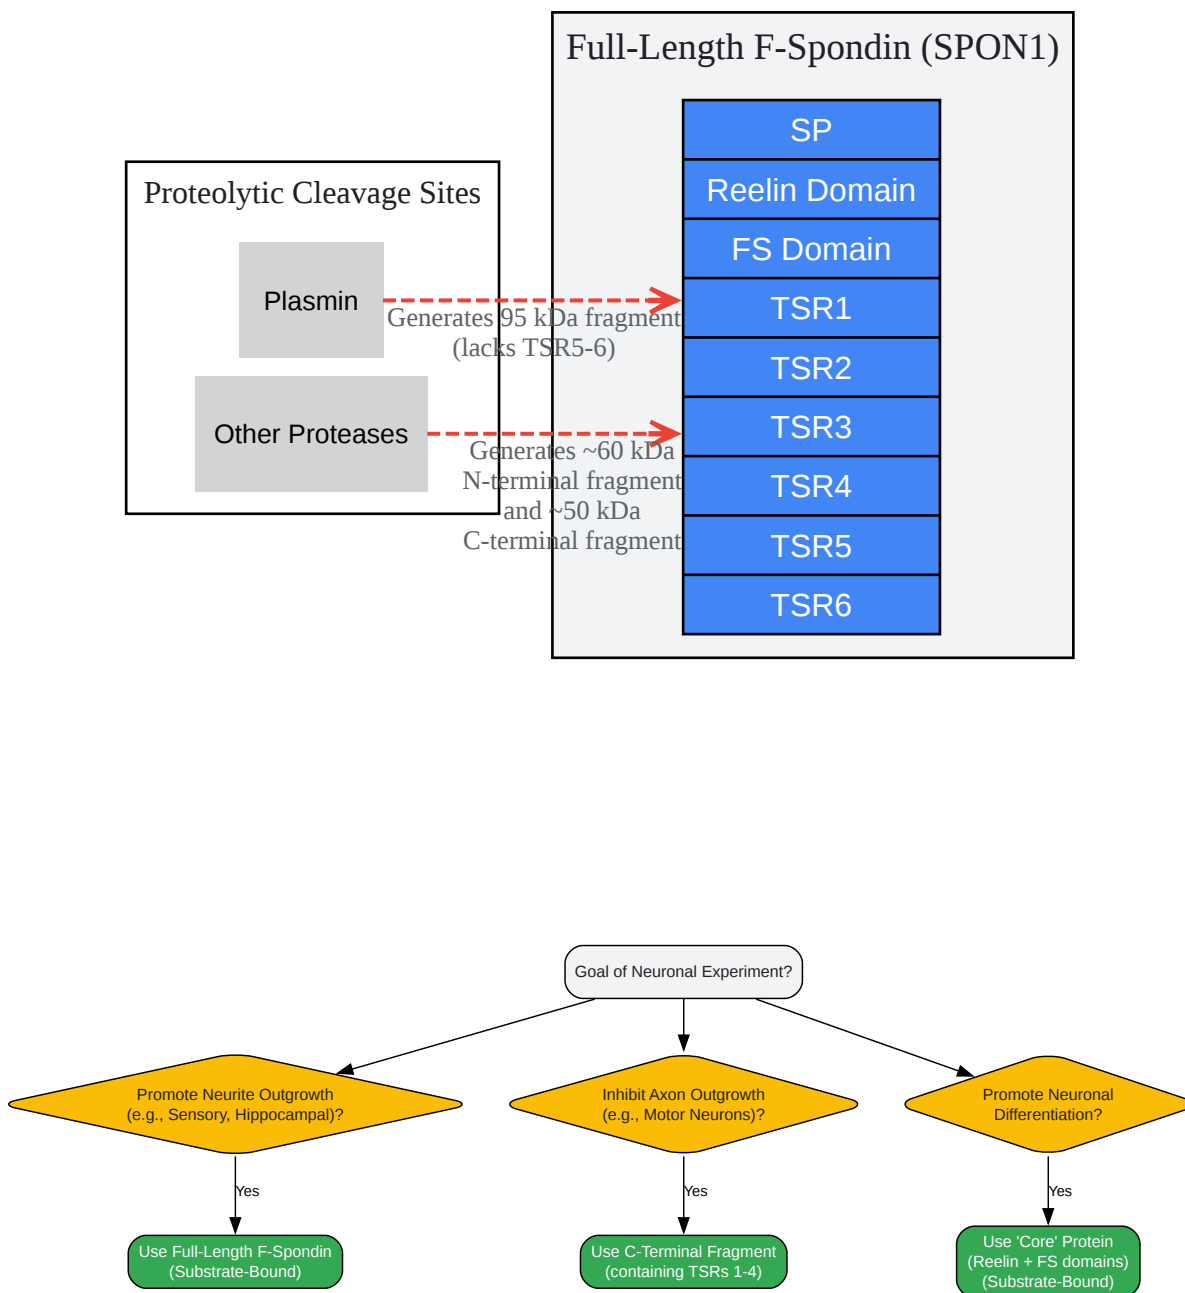 Full-Length F-Spondin (SPON1)
SP
Reelin Domain
FS Domain
TSR1
TSR2
TSR3
TSR4
TSR5
TSR6
Proteolytic Cleavage Sites
Plasmin
Generates 95 kDa fragment
(lacks TSR5-6)
Other Proteases
Generates ~60 kDa
N-terminal fragment
and ~50 kDa
C-terminal fragment
Goal of Neuronal Experiment?
Promote Neurite Outgrowth
(e.g., Sensory, Hippocampal)?
Inhibit Axon Outgrowth
(e.g., Motor Neurons)?
Promote Neuronal
Differentiation?
Yes
Yes
Yes
Use Full-Length F-Spondin
(Substrate-Bound)
Use C-Terminal Fragment
(containing TSRs 1-4)
Use 'Core' Protein
(Reelin + FS domains)
(Substrate-Bound)